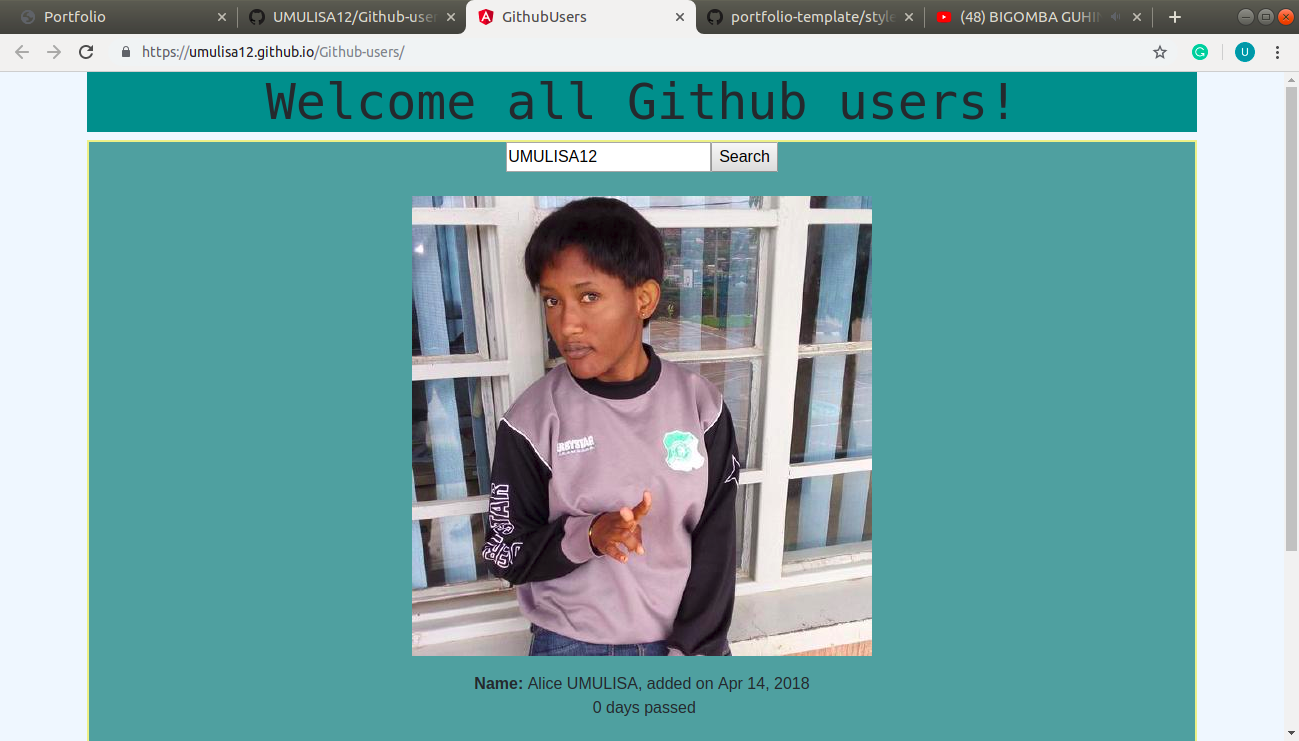 Portfolio
UMULISA12/Github-user
GithubUsers
portfolio-template/style
(48) BIGOMBA GUHIN
https://umulisa12.github.io/Github-users/
U
Welcome all Github users!
UMULISA12
Search
Name: Alice UMULISA, added on Apr 14, 2018
0 days passed